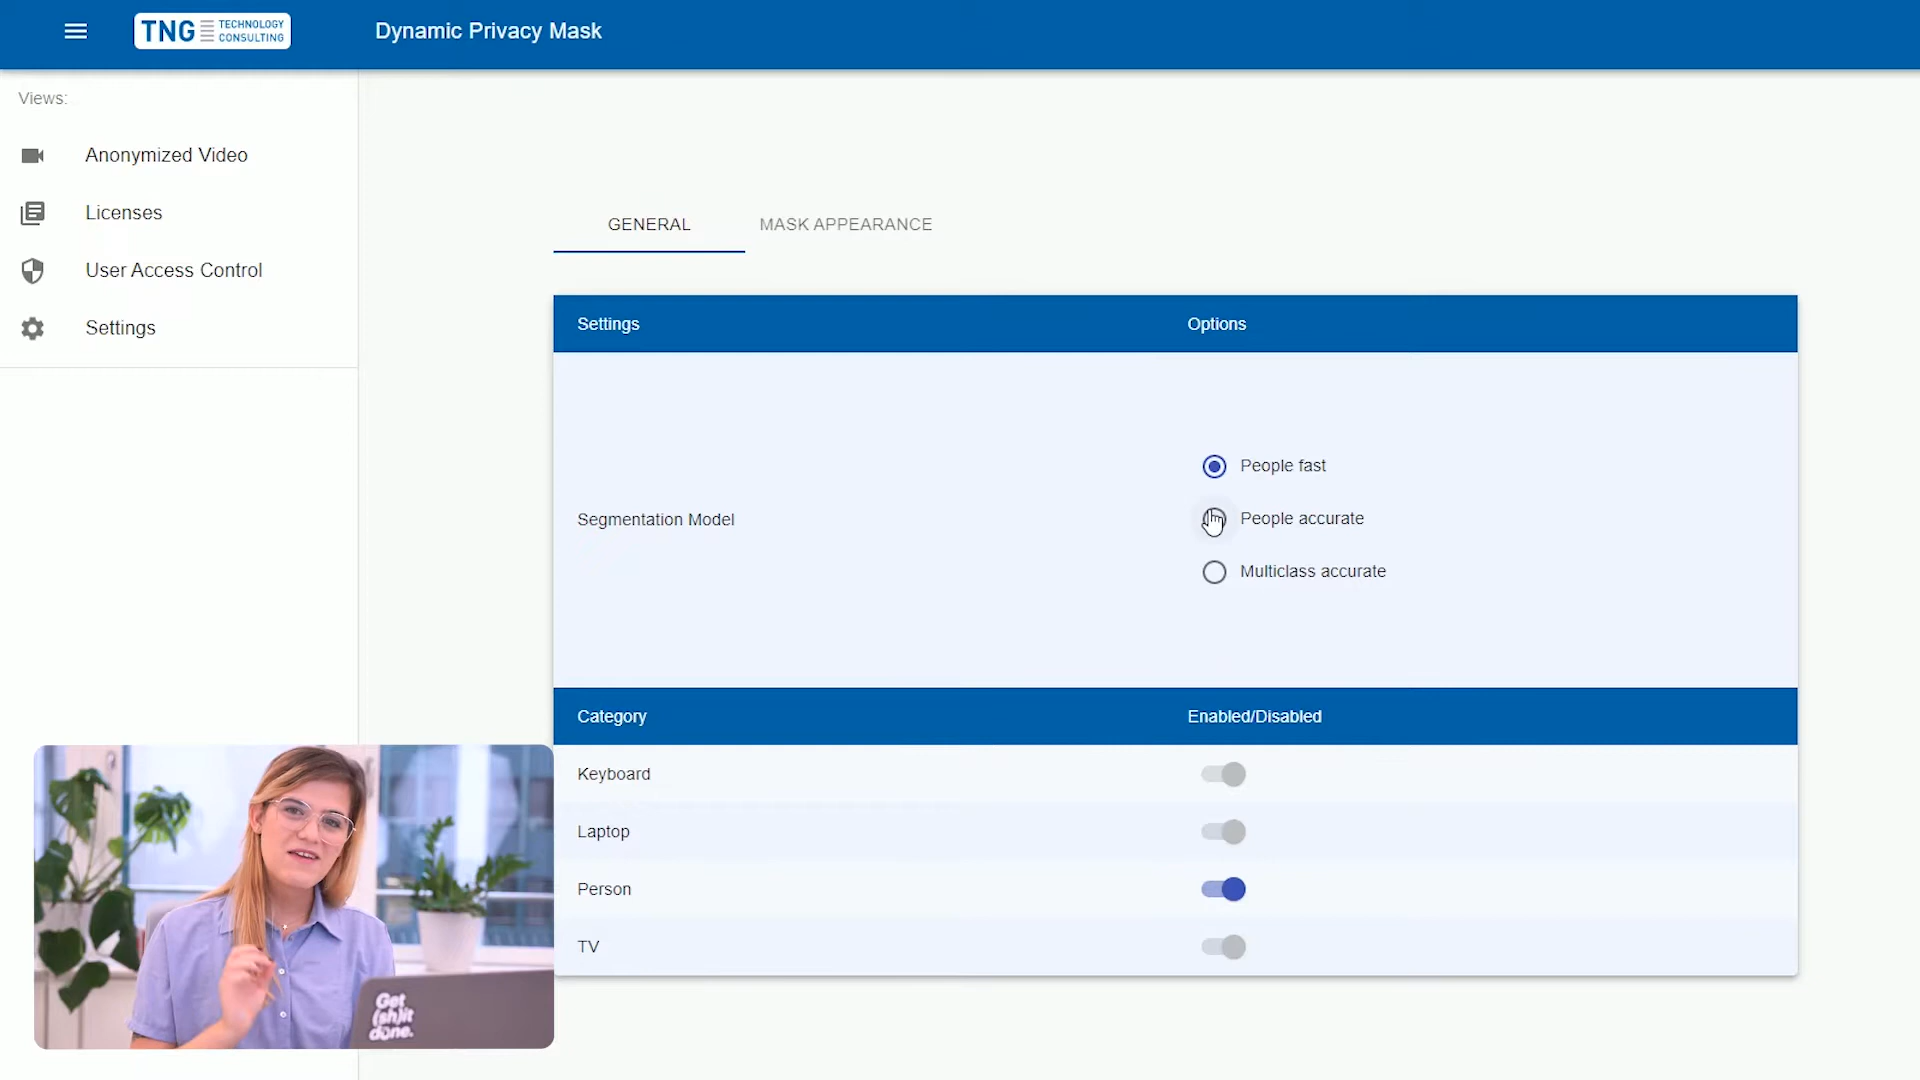 TNG TECHNOLOGY CONSULTING
Dynamic Privacy Mask
Views:
Anonymized Video
Licenses
User Access Control
Settings
GENERAL
MASK APPEARANCE
Settings
Options
Segmentation Model
People fast
People accurate
Multiclass accurate
Category
Enabled/Disabled
Keyboard
Laptop
Person
TV
Get
(sh)it
done.